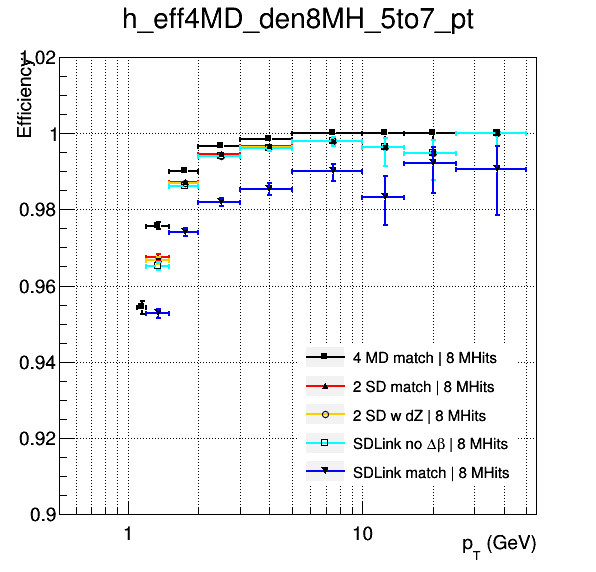 h_eff4MD_den8MH_5to7_pt
Efficiency
1.02
1
0.98
0.96
0.94
0.92
0.9
4 MD match | 8 MHits
2 SD match | 8 MHits
2 SD w dZ | 8 MHits
SDLink no Δβ | 8 MHits
SDLink match | 8 MHits
1
10
p_T (GeV)